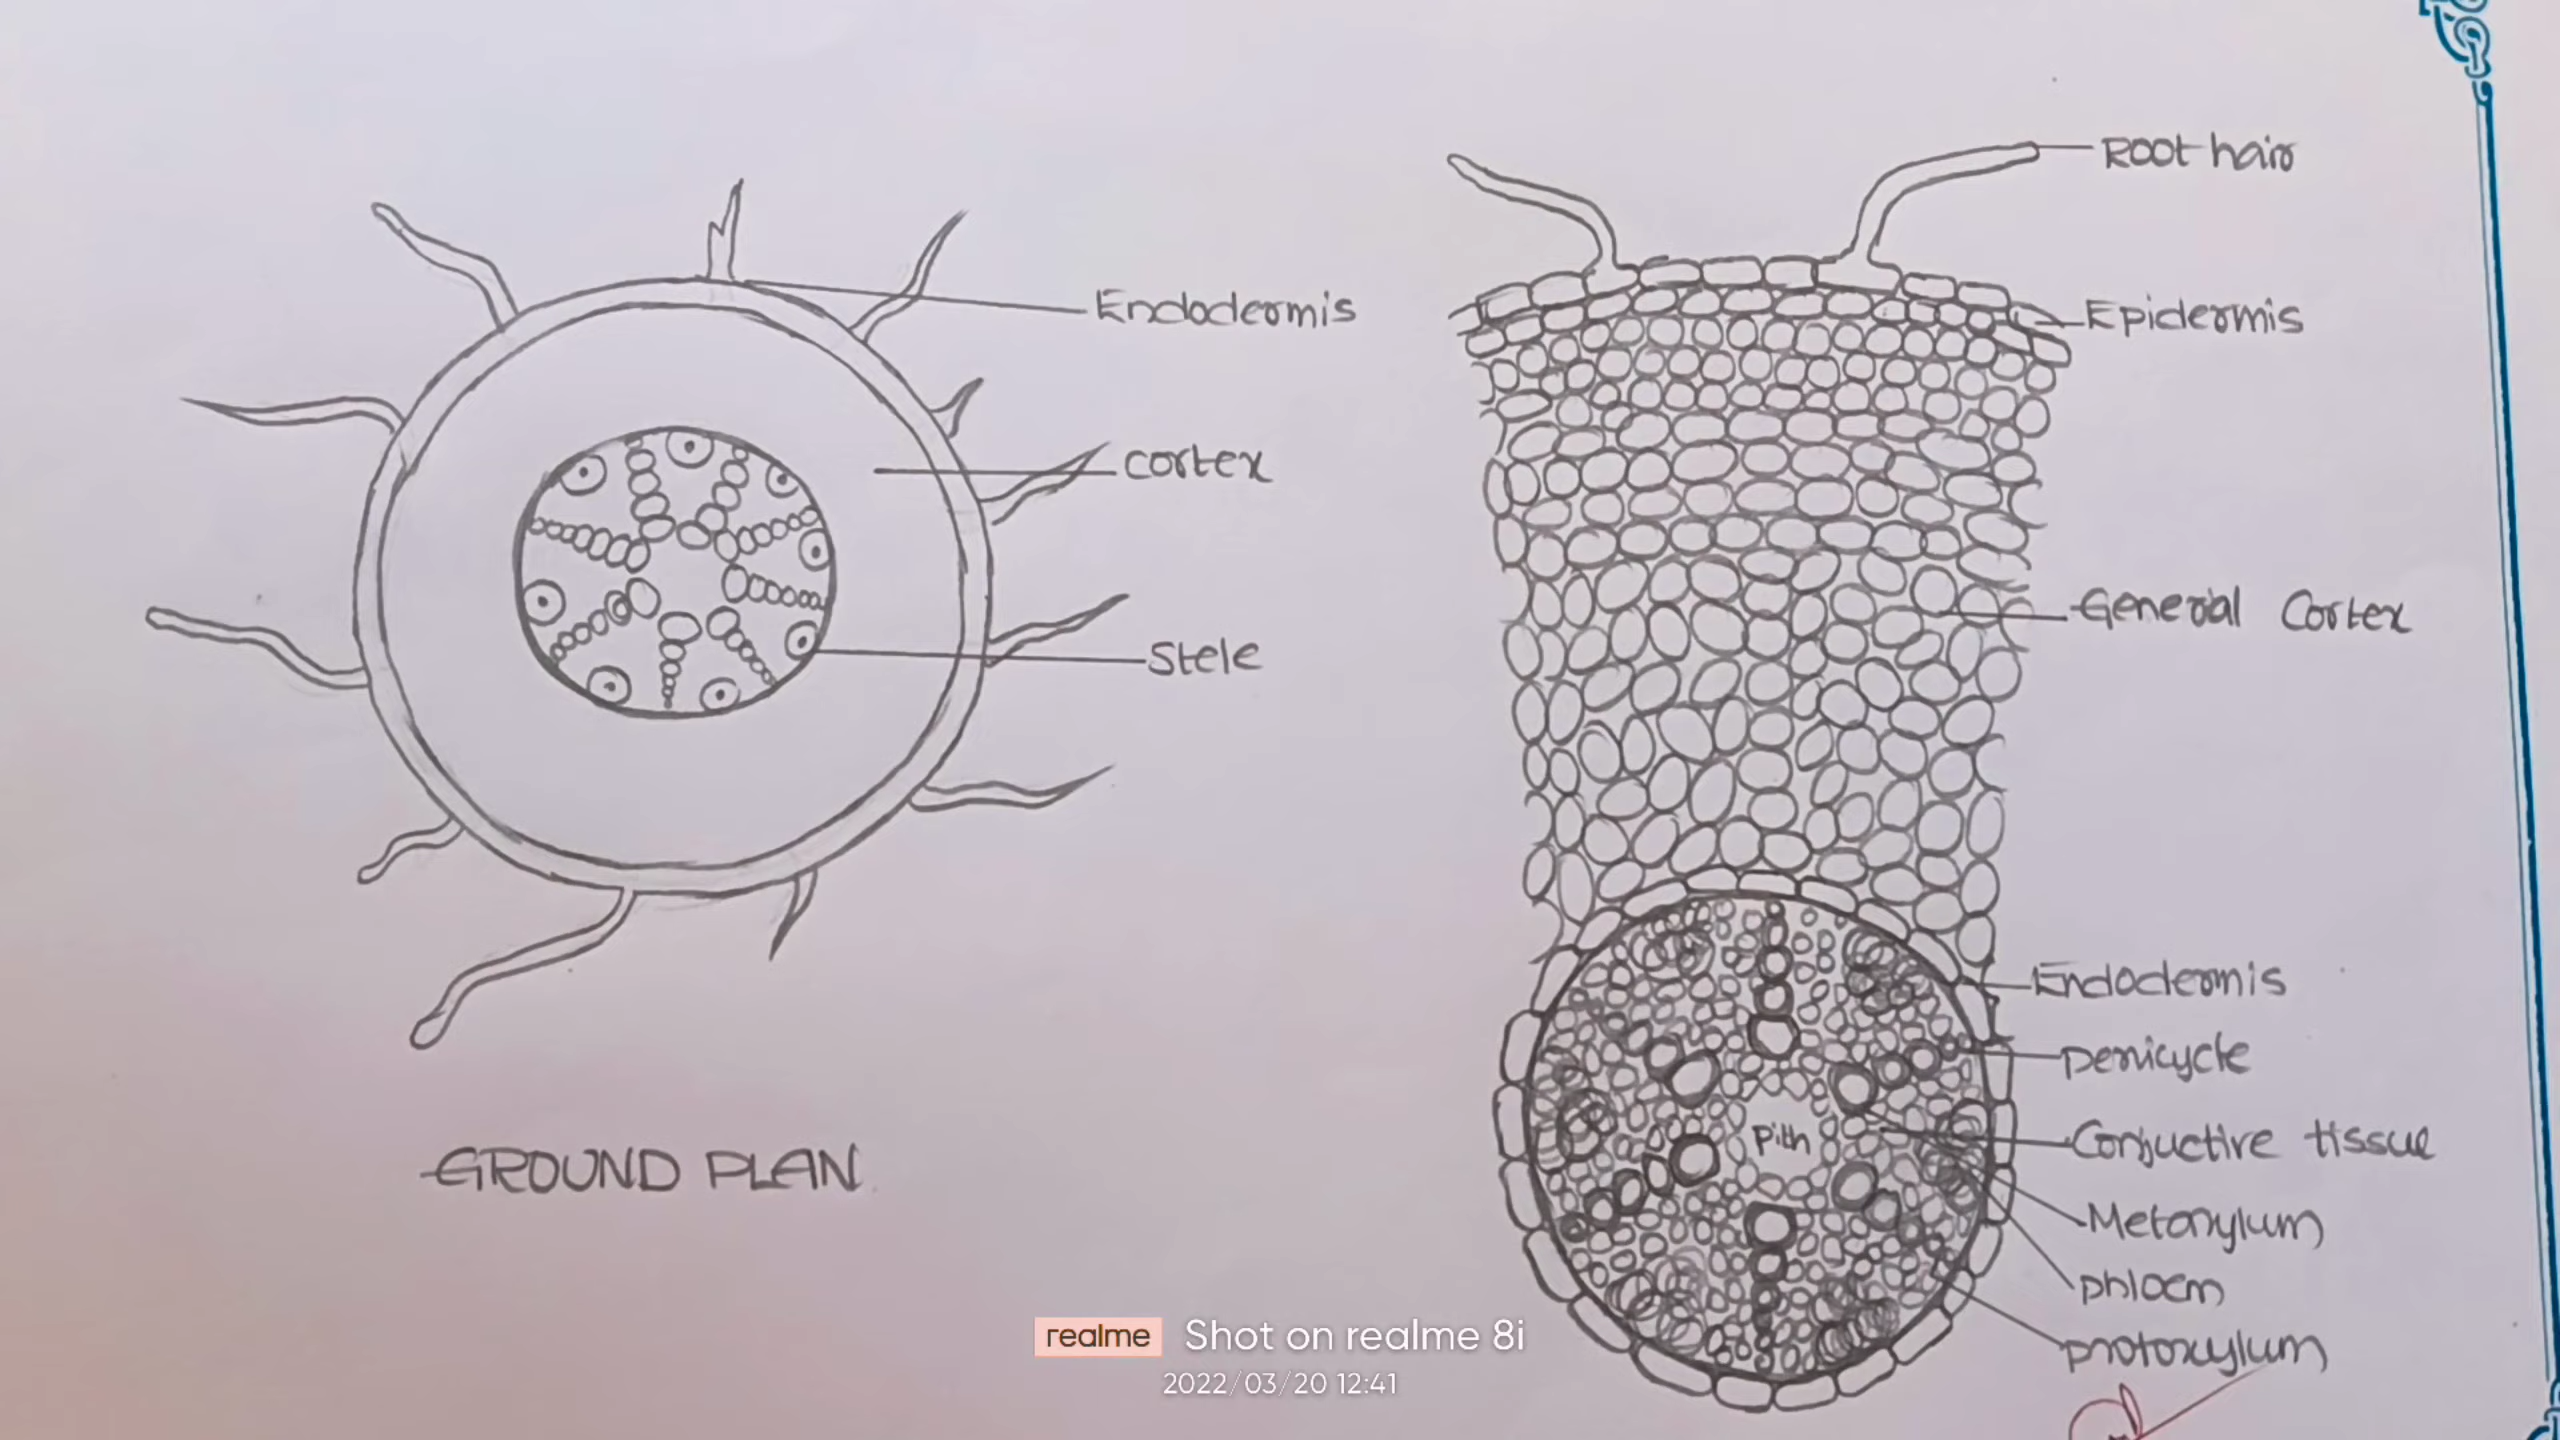 Endodermis
cortex
Stele
GROUND PLAN
Root hair
Epidermis
General Cortex
Endodermis
pericycle
Conjuctive tissue
Pith
Metaxylum
phloem
protoxylum
realme Shot on realme 8i
2022/03/20 12:41